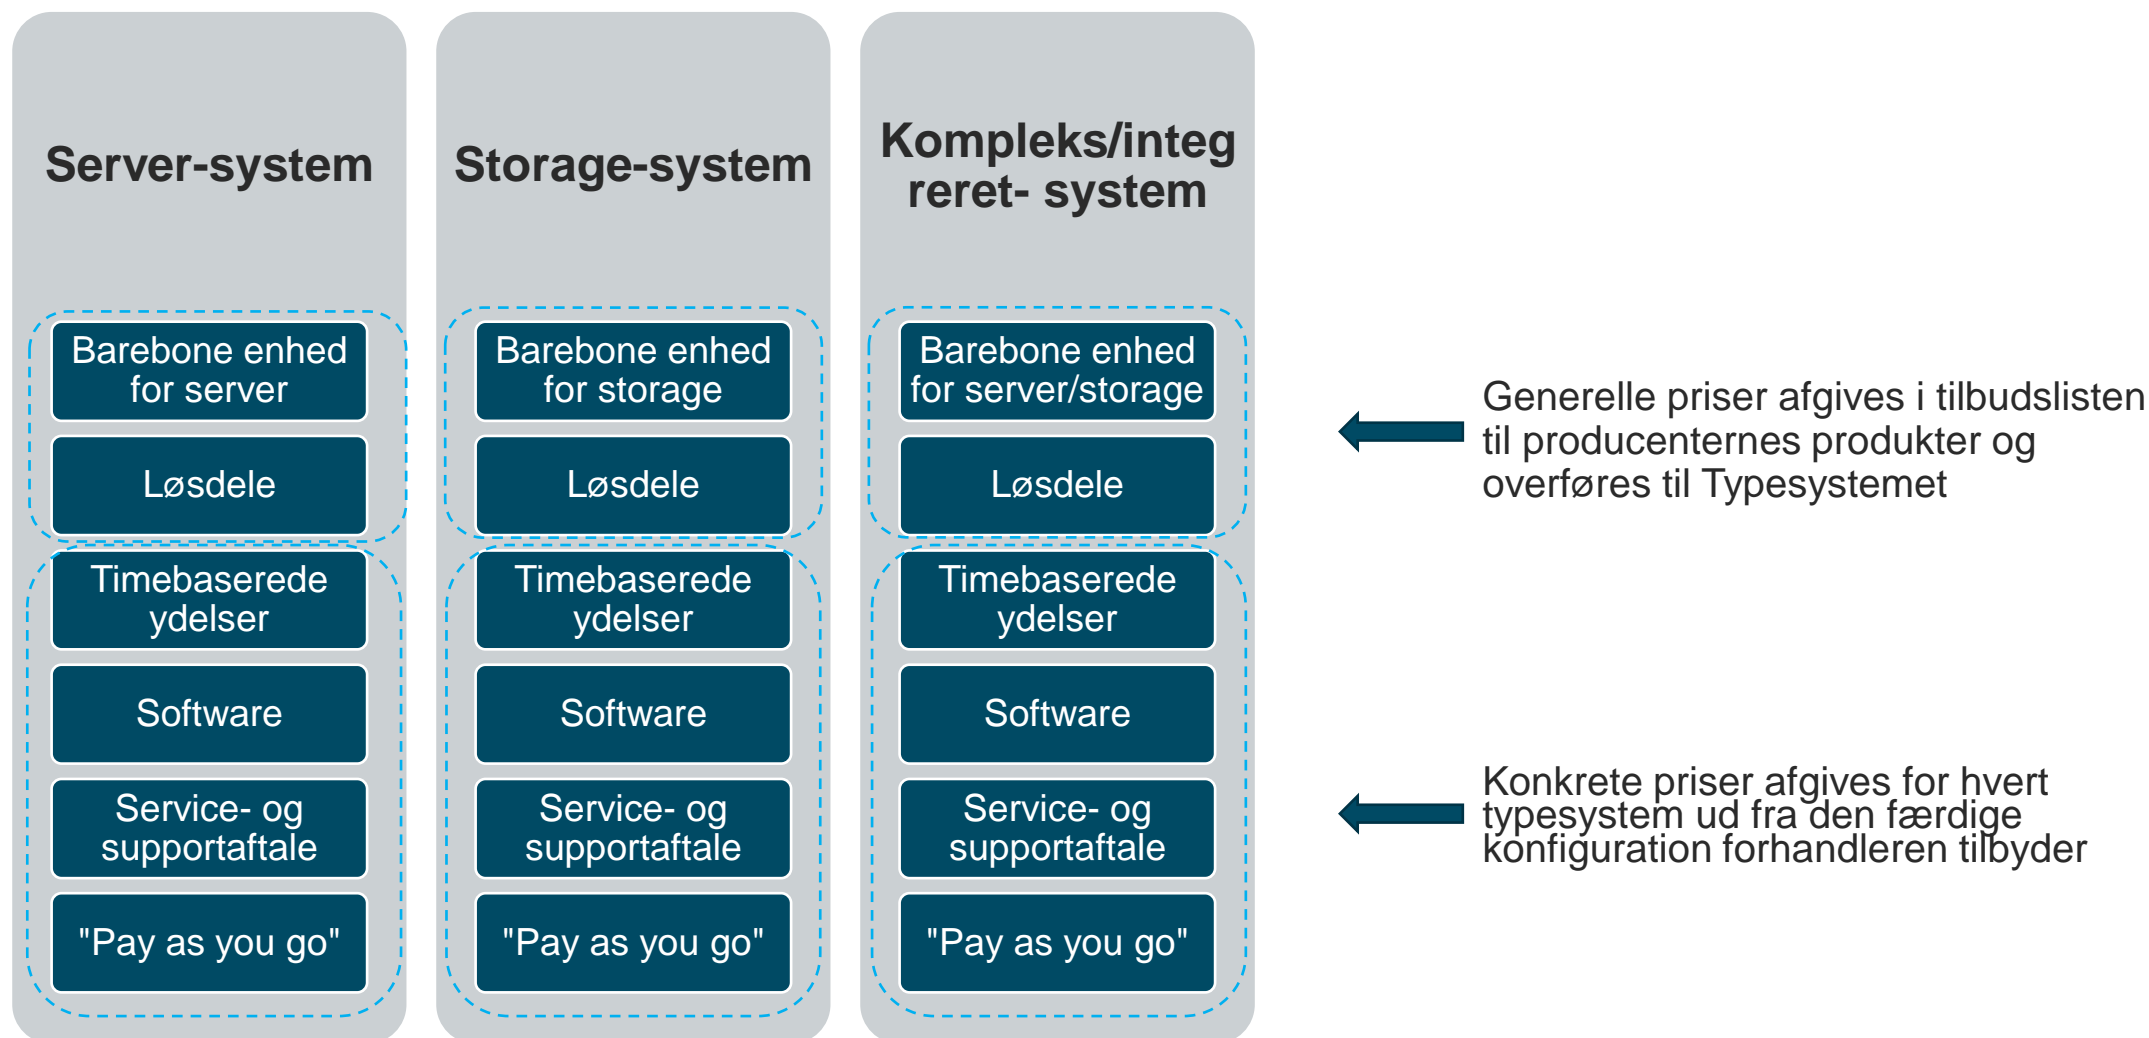 Server-system
Barebone enhed
for server
Løsdele
Timebaserede
ydelser
Software
Service- og
supportaftale
"Pay as you go"
Storage-system
Barebone enhed
for storage
Løsdele
Timebaserede
ydelser
Software
Service- og
supportaftale
"Pay as you go"
Kompleks/integ
reret- system
Barebone enhed
for server/storage
Løsdele
Timebaserede
ydelser
Software
Service- og
supportaftale
"Pay as you go"
Generelle priser afgives i tilbudslisten
til producenternes produkter og
overføres til Typesystemet
Konkrete priser afgives for hvert
typesystem ud fra den færdige
konfiguration forhandleren tilbyder